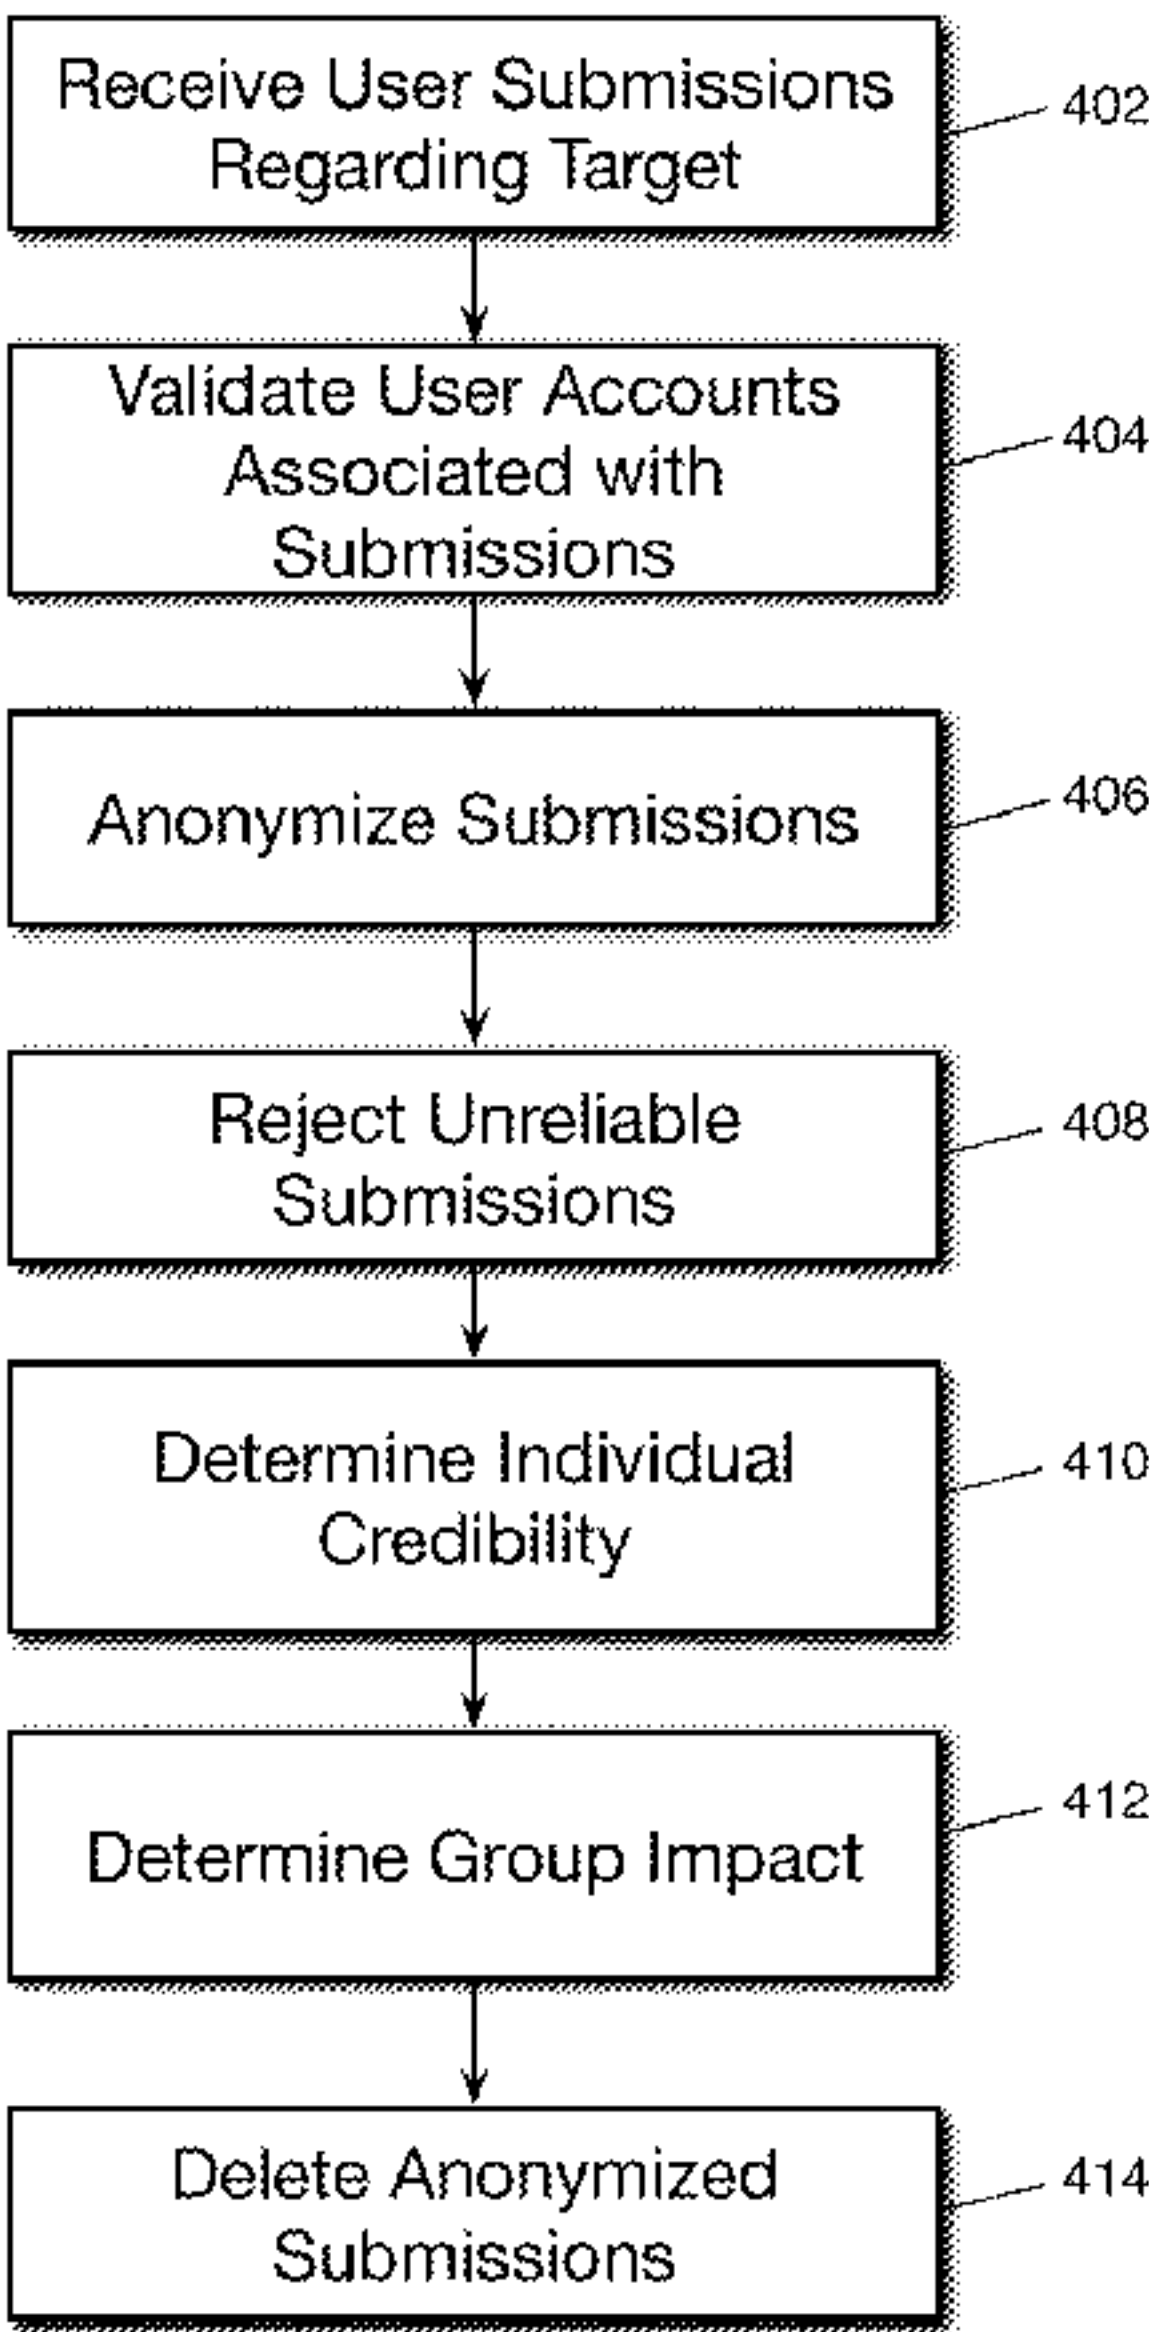 Receive User Submissions
Regarding Target
402
Validate User Accounts
Associated with
Submissions
404
Anonymize Submissions
406
Reject Unreliable
Submissions
408
Determine Individual
Credibility
410
Determine Group Impact
412
Delete Anonymized
Submissions
414